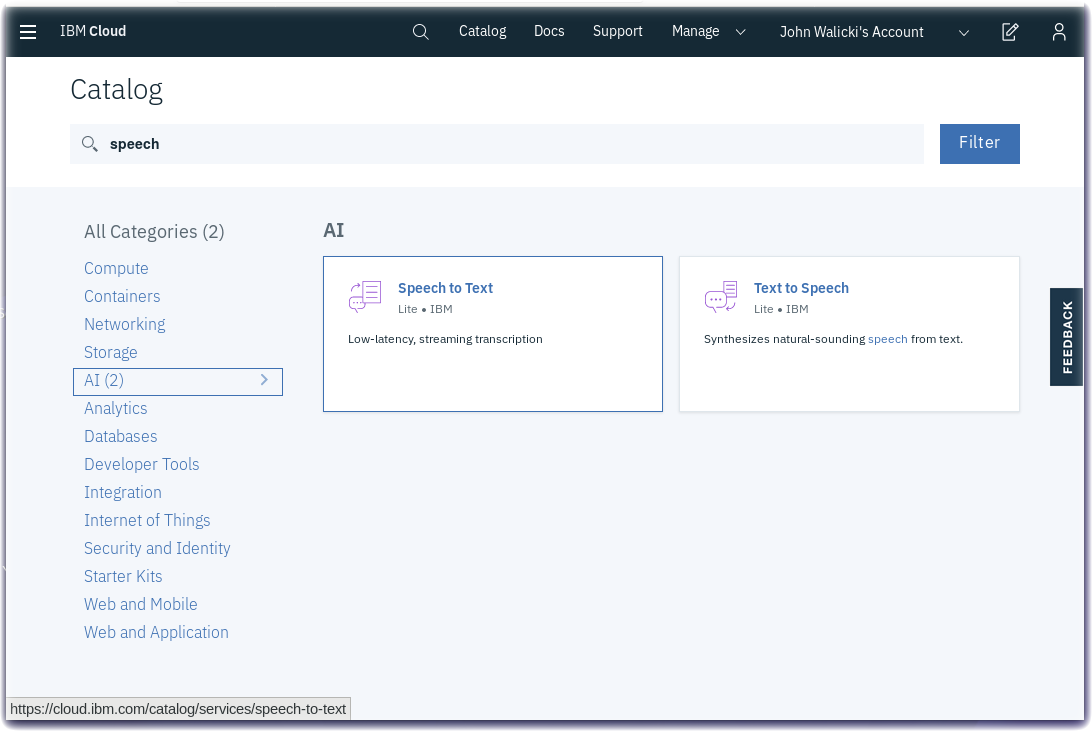 IBM Cloud
Catalog
Docs
Support
Manage
John Walicki's Account
Catalog
speech
Filter
All Categories (2)
Compute
Containers
Networking
Storage
AI (2)
Analytics
Databases
Developer Tools
Integration
Internet of Things
Security and Identity
Starter Kits
Web and Mobile
Web and Application
AI
Speech to Text
Lite • IBM
Low-latency, streaming transcription
Text to Speech
Lite • IBM
Synthesizes natural-sounding speech from text.
FEEDBACK
https://cloud.ibm.com/catalog/services/speech-to-text